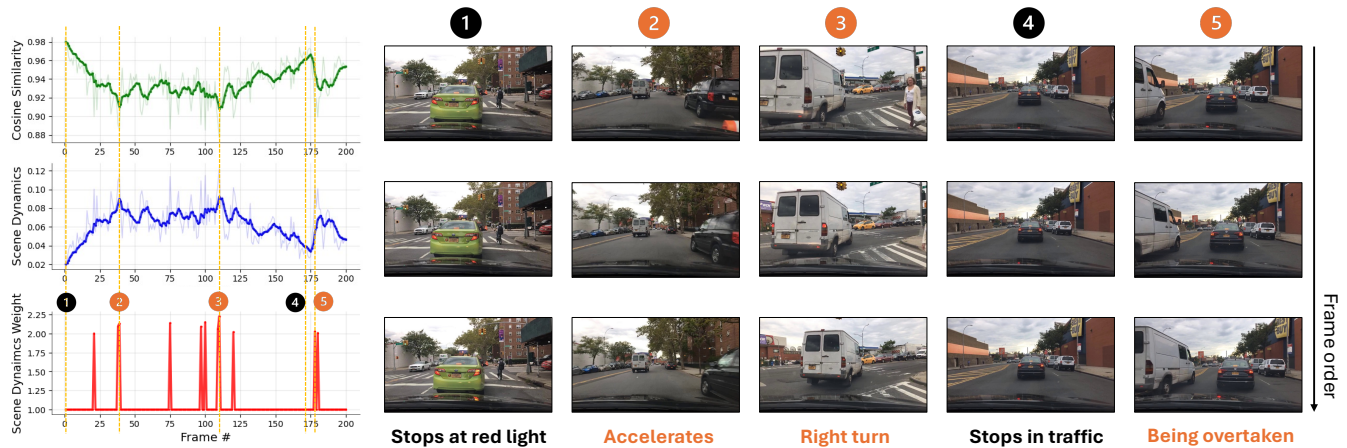 1 2 3 4 5
Cosine Similarity
0.98
0.96
0.94
0.92
0.90
0.88
0 25 50 75 100 125 150 175 200
Scene Dynamics
0.12
0.10
0.08
0.06
0.04
0.02
0 25 50 75 100 125 150 175 200
1 2 3 4 5
Scene Dynaimcs Weight
2.25
2.00
1.75
1.50
1.25
1.00
0 25 50 75 100 125 150 175 200
Frame #
Stops at red light
Accelerates
Right turn
Stops in traffic
Being overtaken
Frame order